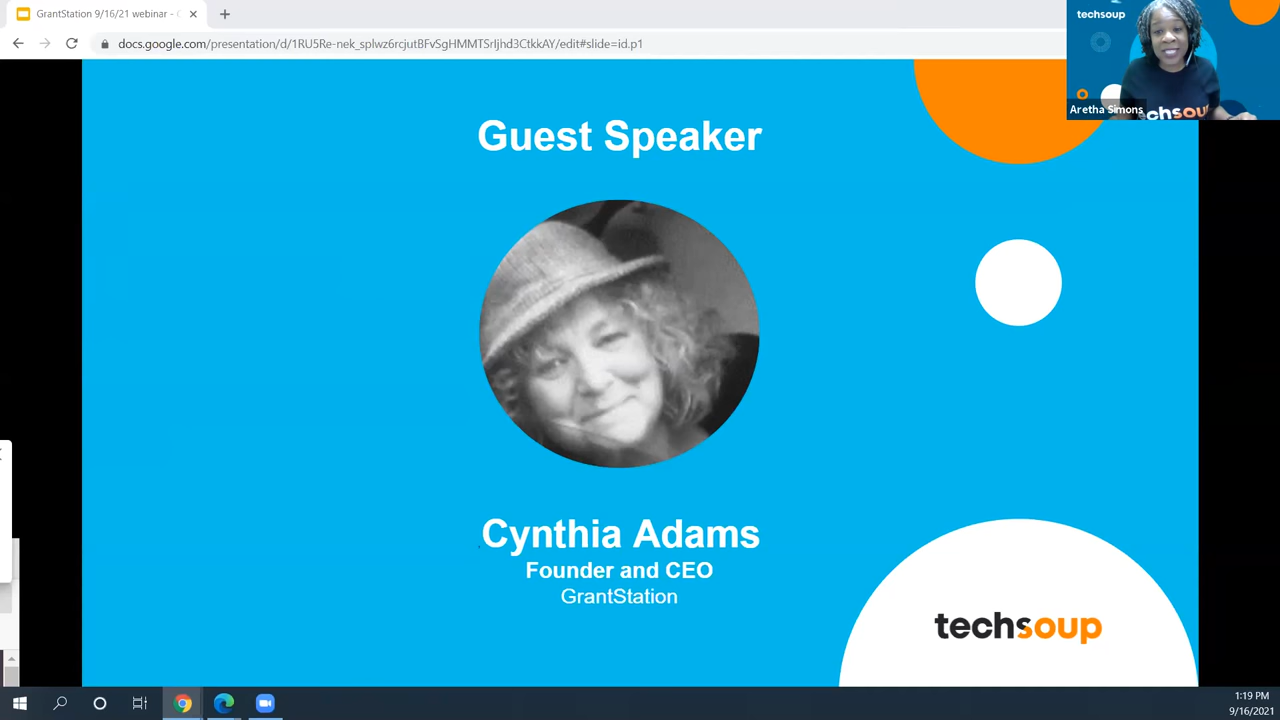 GrantStation 9/16/21 webinar - G
docs.google.com/presentation/d/1RU5Re-nek_splwz6rcjutBFvSgHMMTSrIjhd3CtkkAY/edit#slide=id.p1
techsoup
Aretha Simons
techsou
Guest Speaker
Cynthia Adams
Founder and CEO
GrantStation
techsoup
1:19 PM
9/16/2021